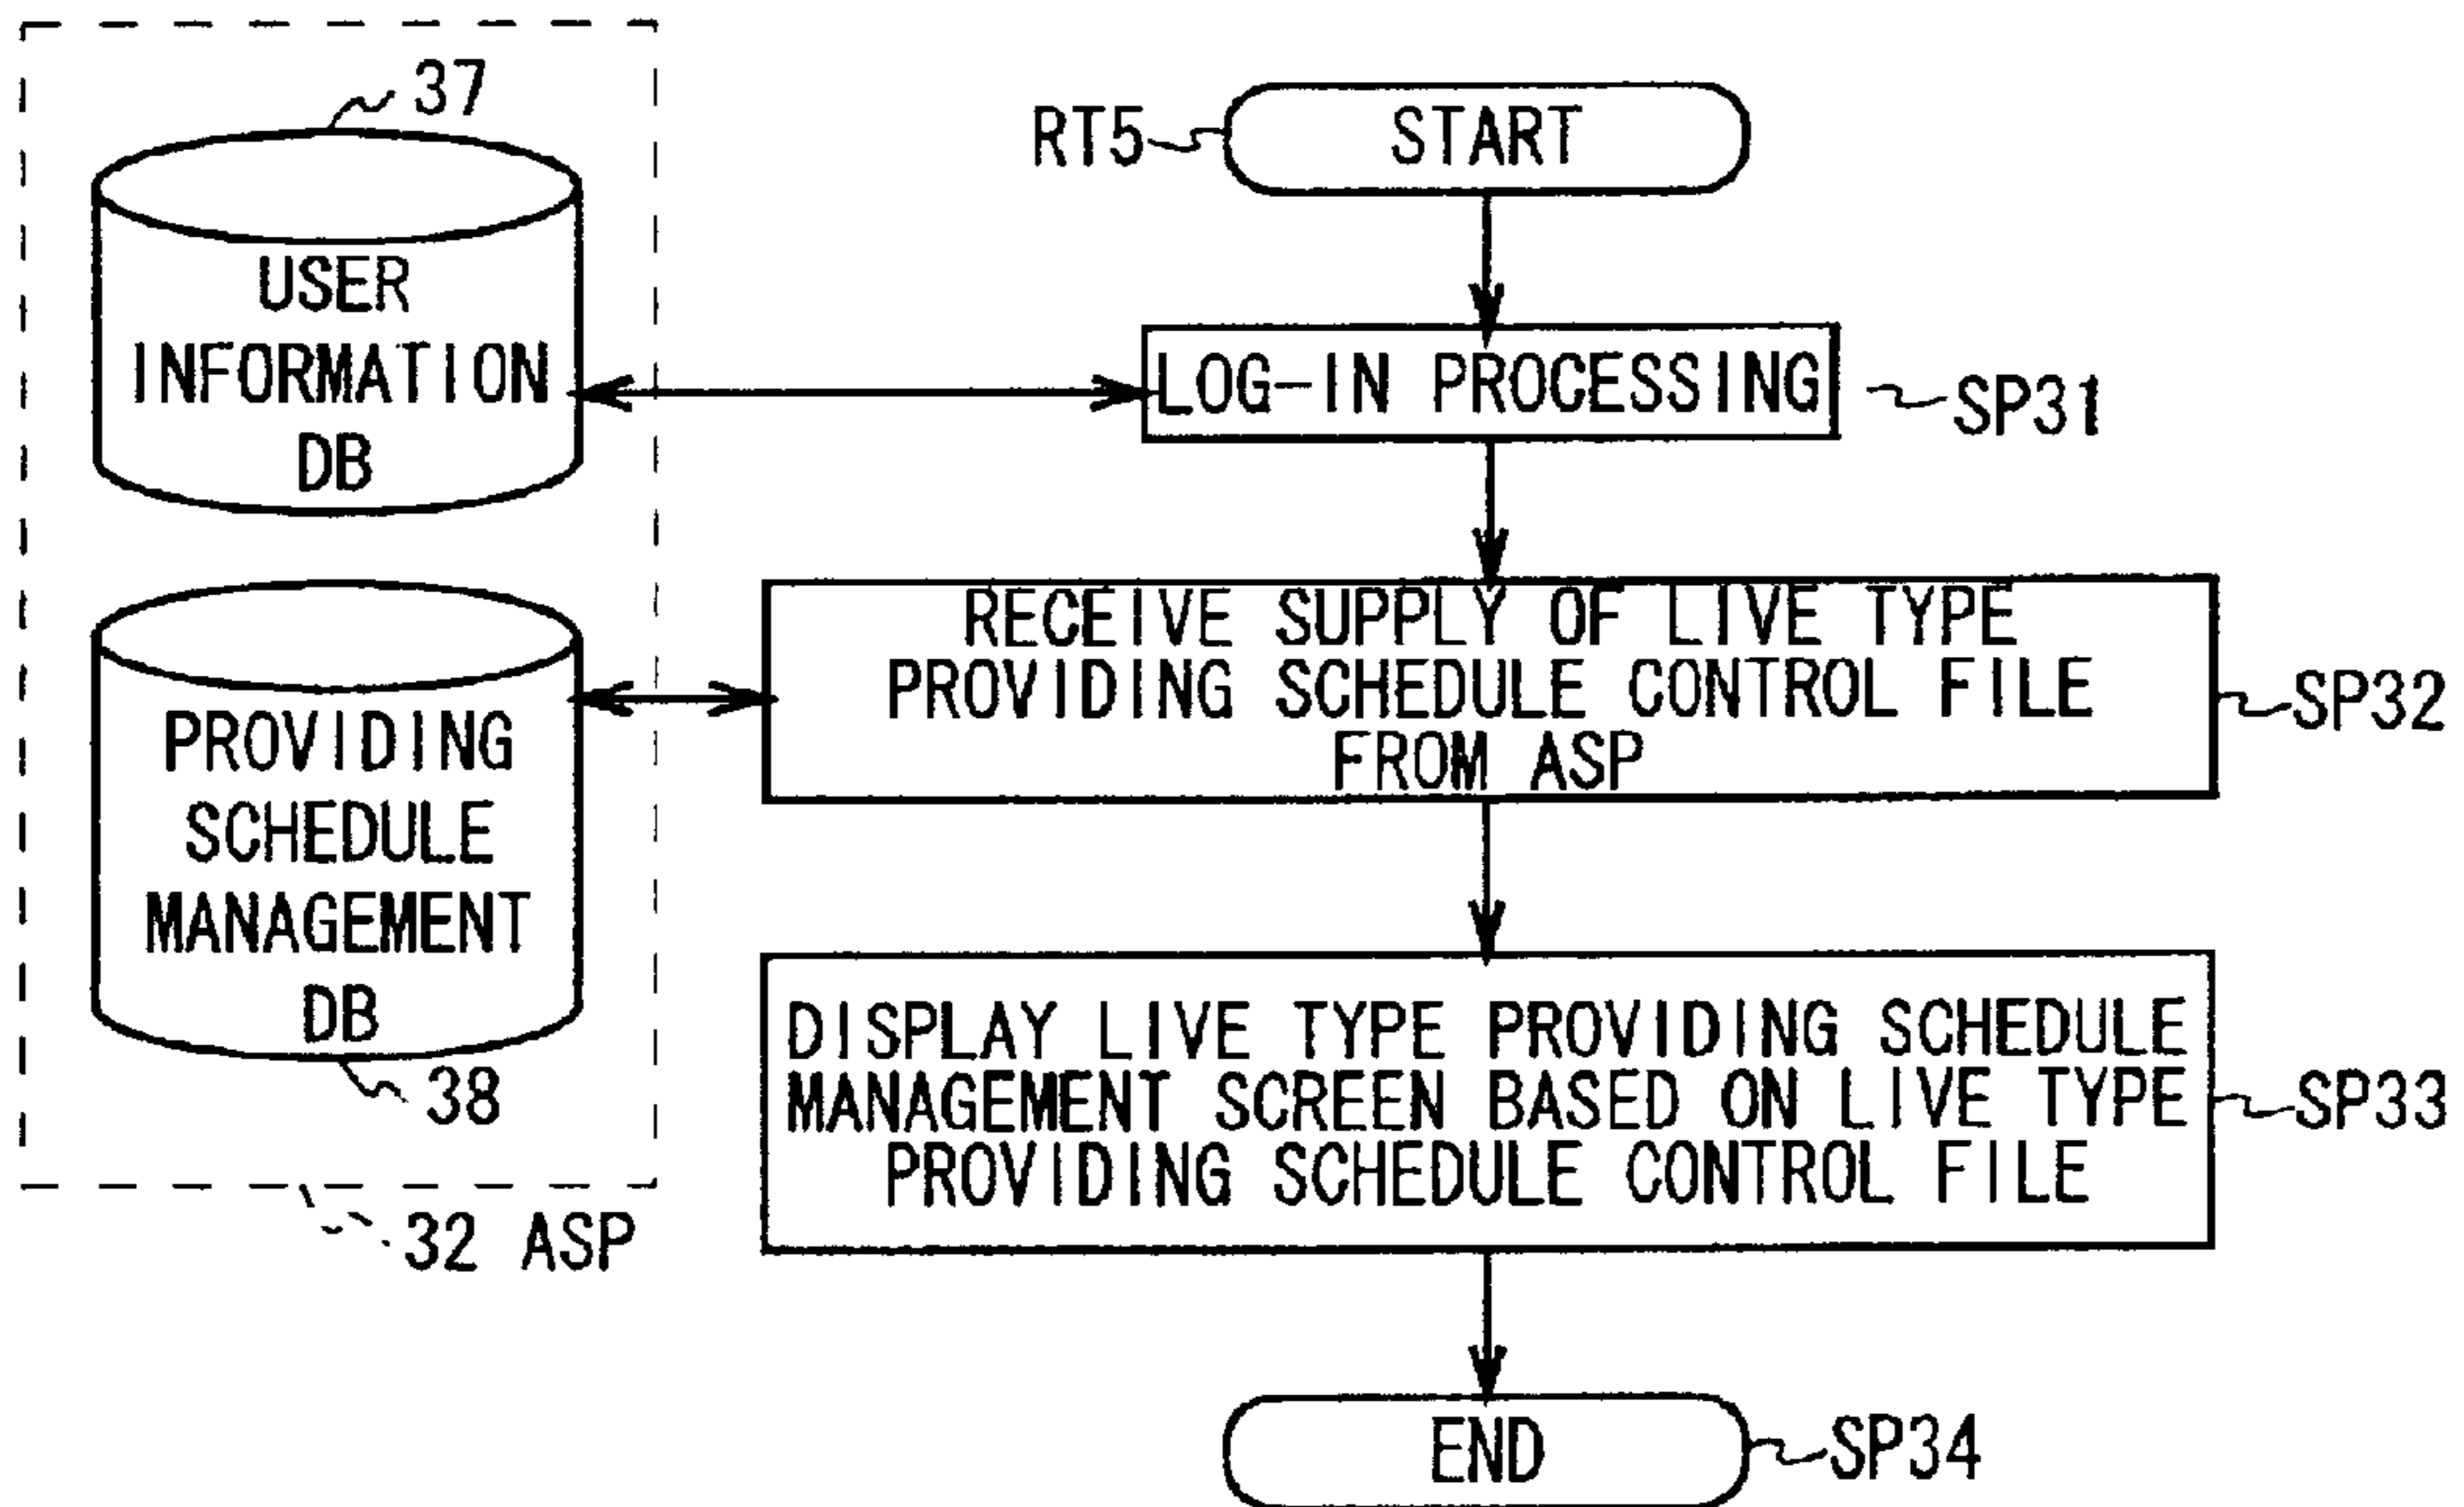 37
USER
INFORMATION
DB
PROVIDING
SCHEDULE
MANAGEMENT
DB
38
32 ASP
RT5
START
LOG-IN PROCESSING
SP31
RECEIVE SUPPLY OF LIVE TYPE
PROVIDING SCHEDULE CONTROL FILE
FROM ASP
SP32
DISPLAY LIVE TYPE PROVIDING SCHEDULE
MANAGEMENT SCREEN BASED ON LIVE TYPE
PROVIDING SCHEDULE CONTROL FILE
SP33
END
SP34